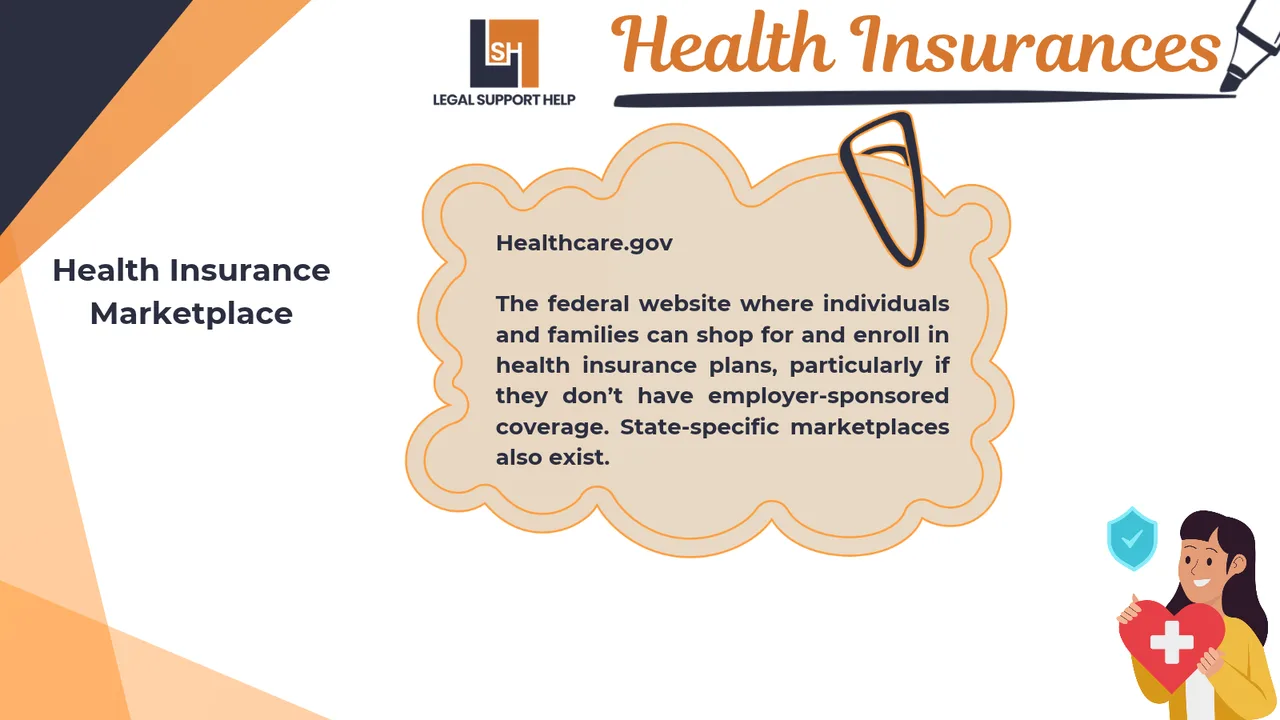 LSH
LEGAL SUPPORT HELP
Health Insurances
Health Insurance
Marketplace
Healthcare.gov
The federal website where individuals
and families can shop for and enroll in
health insurance plans, particularly if
they don’t have employer-sponsored
coverage. State-specific marketplaces
also exist.